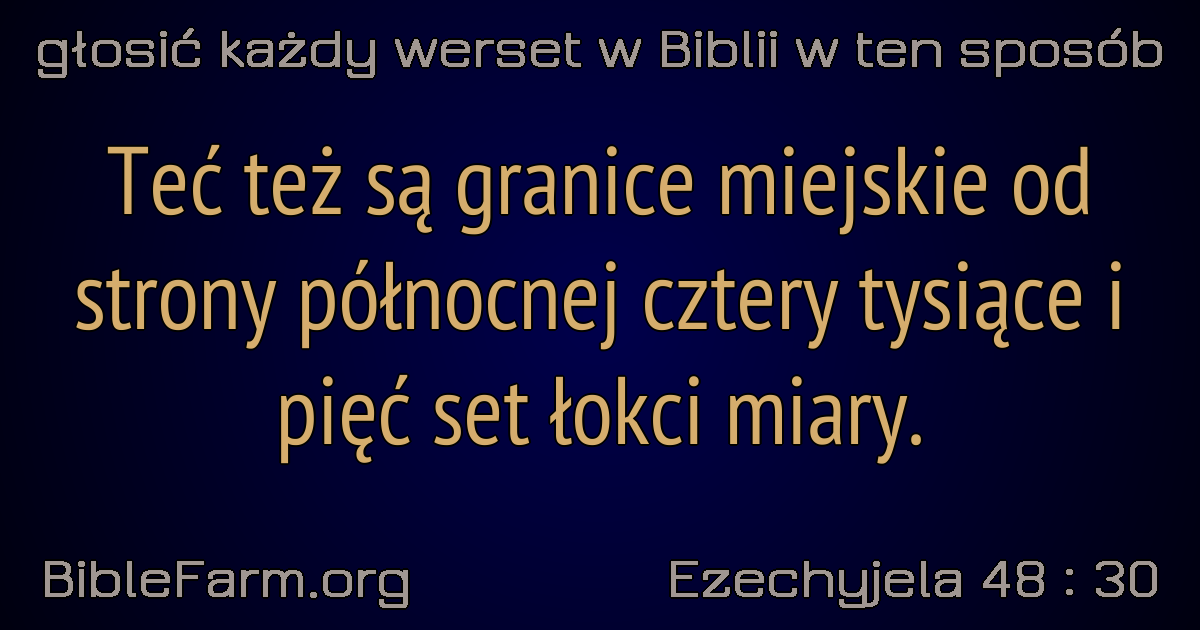 głosić każdy werset w Biblii w ten sposób
Teć też są granice miejskie od
strony północnej cztery tysiące i
pięć set łokci miary.
BibleFarm.org
Ezechyjela 48 : 30